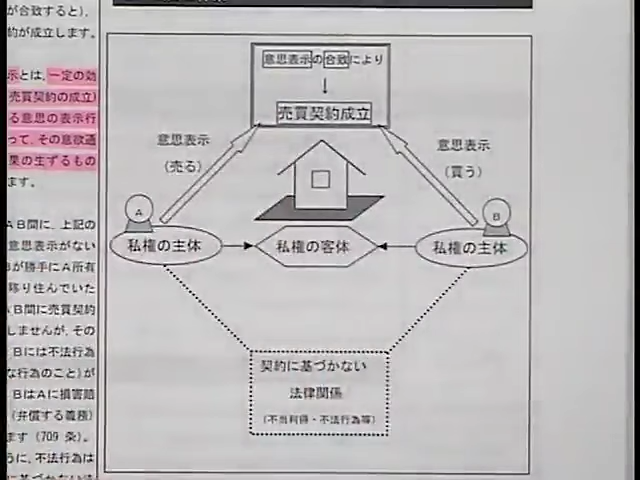 が合致すると)、
約が成立します。
示とは、一定の効
売買契約の成立)
る意思の表示行
って、その意欲通
果の生ずるもの
ます。
AB間に、上記の
意思表示がない
Bが勝手にA所有
称り住んでいた
B間に売買契約
しませんが、その
Bには不法行為
な行為のこと)が
BはAに損害賠
(弁償する義務)
ます(709条)。
うに、不法行為は
意思表示の合致により
↓
売買契約成立
意思表示
(売る)
意思表示
(買う)
A
B
私権の主体
私権の客体
私権の主体
契約に基づかない
法律関係
(不当利得・不法行為等)